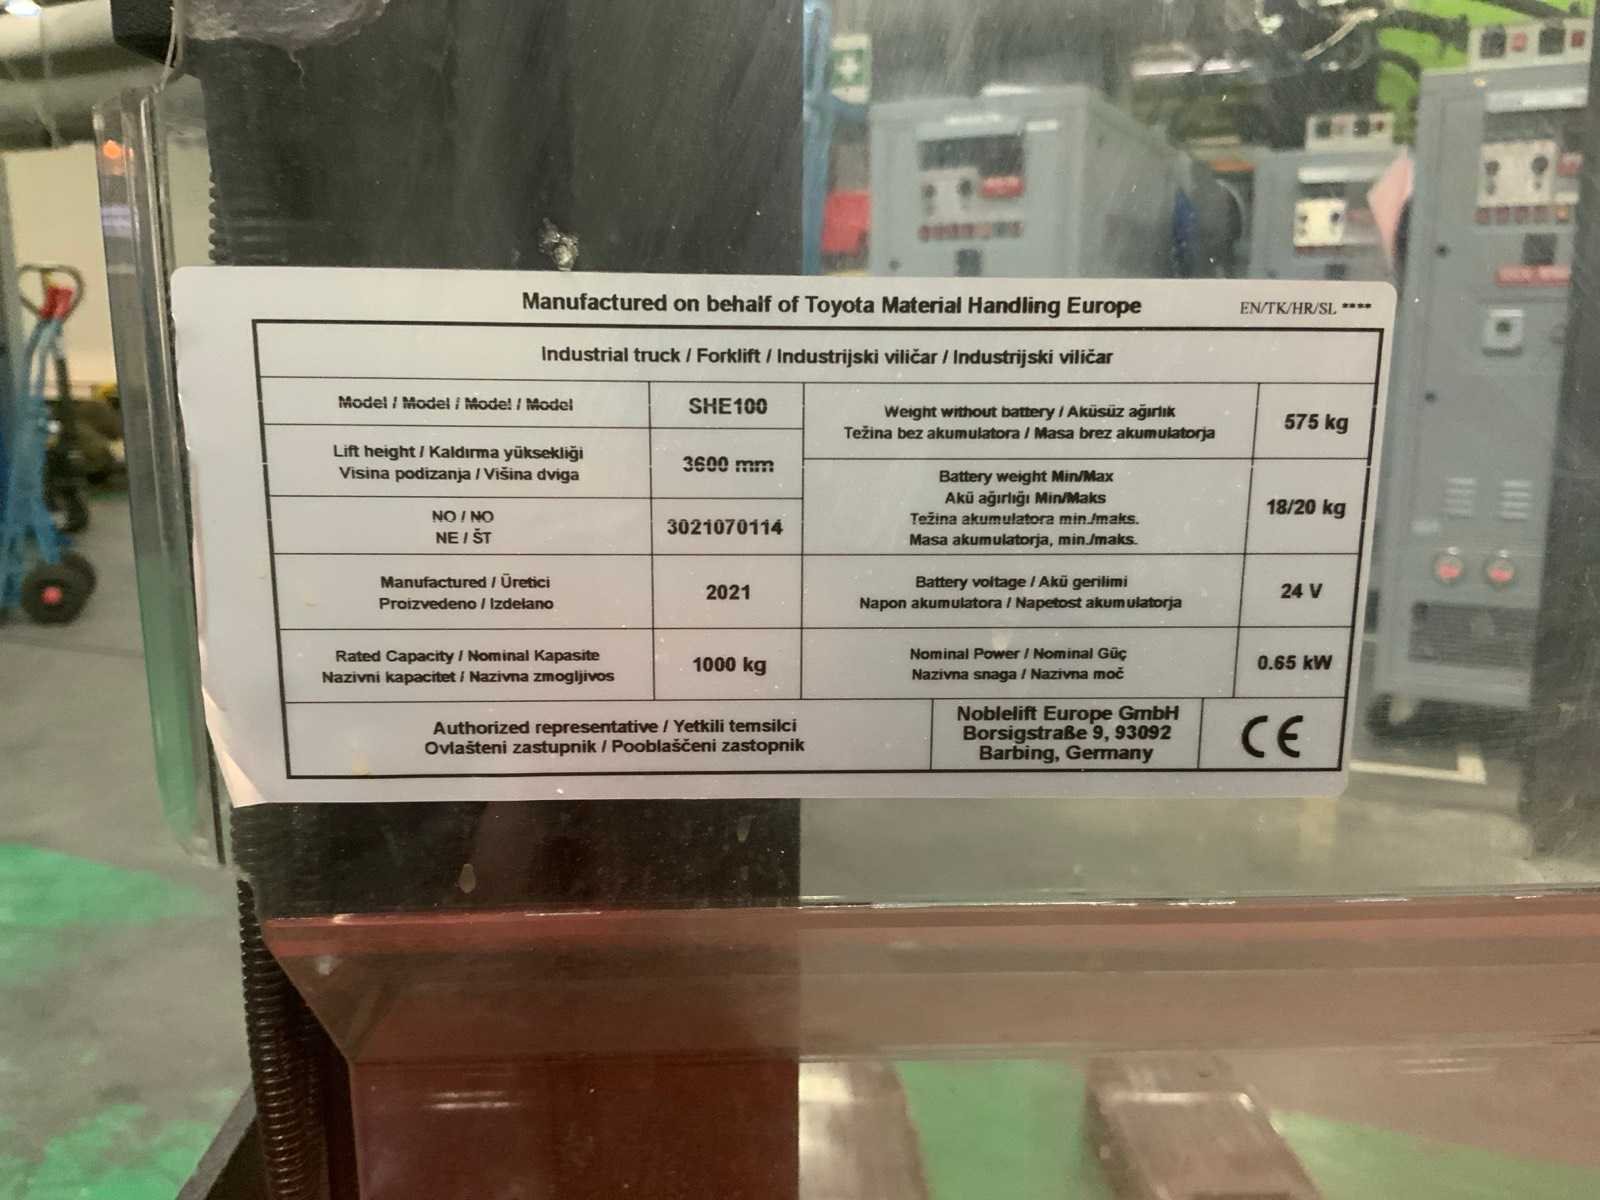 Manufactured on behalf of Toyota Material Handling Europe
EN/TK/HR/SL ****
Industrial truck / Forklift / Industrijski viličar / Industrijski viličar
Model / Model / Model / Model
SHE100
Lift height / Kaldırma yüksekliği
Visina podizanja / Višina dviga
3600 mm
NO / NO
NE / ŠT
3021070114
Manufactured / Üretici
Proizvedeno / Izdelano
2021
Rated Capacity / Nominal Kapasite
Nazivni kapacitet / Nazivna zmogljivos
1000 kg
Weight without battery / Aküsüz ağırlık
Težina bez akumulatora / Masa brez akumulatorja
575 kg
Battery weight Min/Max
Akü ağırlığı Min/Maks
Težina akumulatora min./maks.
Masa akumulatorja, min./maks.
18/20 kg
Battery voltage / Akü gerilimi
Napon akumulatora / Napetost akumulatorja
24 V
Nominal Power / Nominal Güç
Nazivna snaga / Nazivna moč
0.65 kW
Authorized representative / Yetkili temsilci
Ovlašteni zastupnik / Pooblaščeni zastopnik
Noblelift Europe GmbH
Borsigstraße 9, 93092
Barbing, Germany
CE